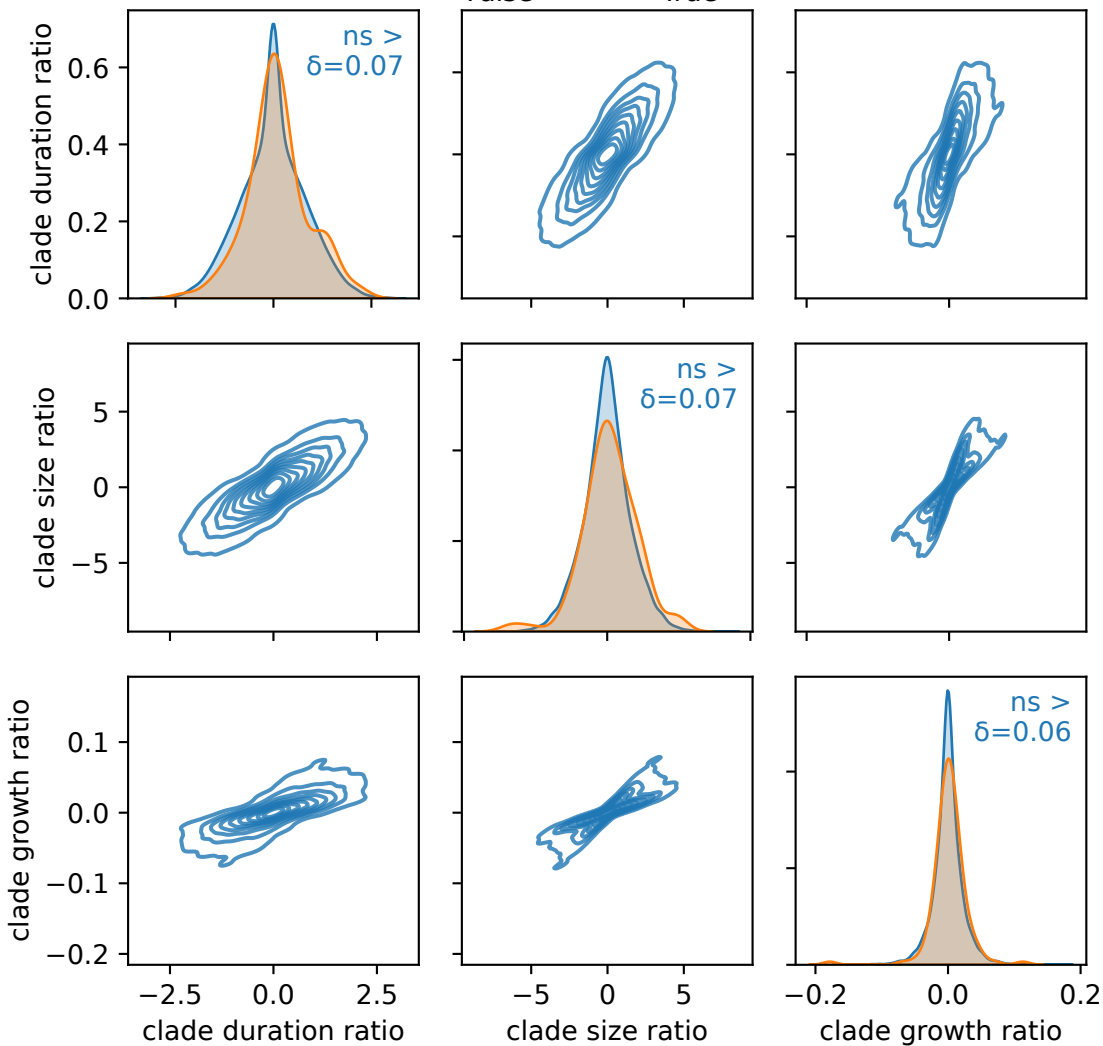 clade duration ratio
0.6
0.4
0.2
0.0
ns >
δ=0.07
clade size ratio
5
0
−5
ns >
δ=0.07
clade growth ratio
0.1
0.0
−0.1
−0.2
ns >
δ=0.06
−2.5 0.0 2.5
−5 0 5
−0.2 0.0 0.2
clade duration ratio
clade size ratio
clade growth ratio